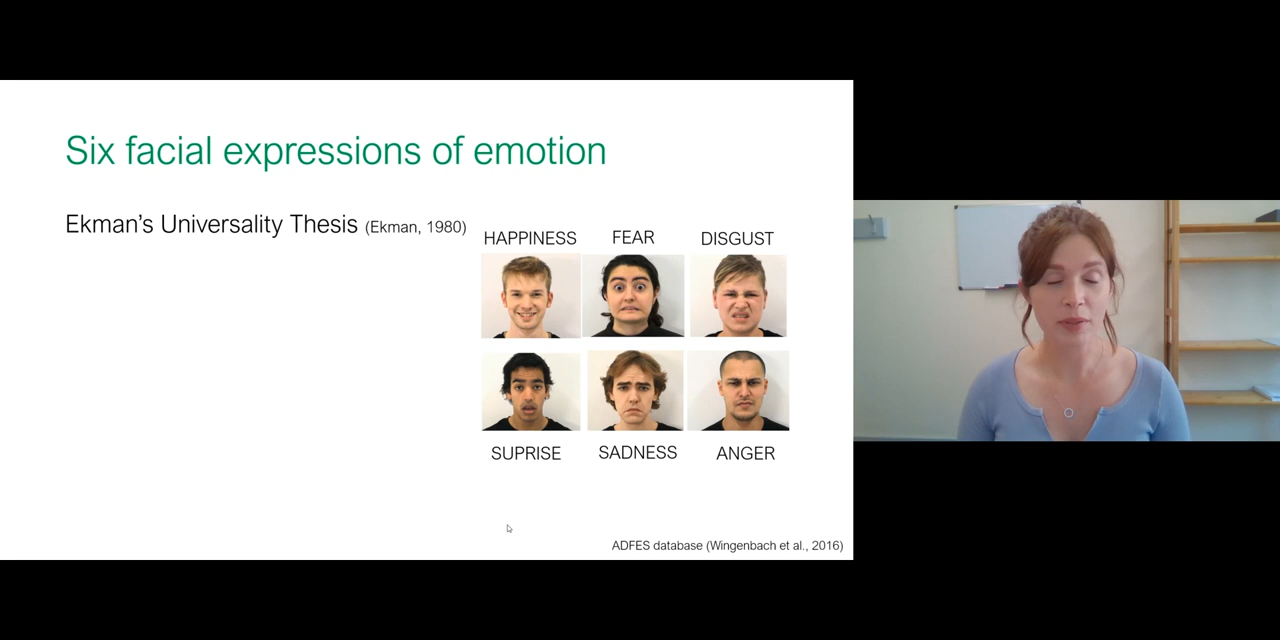 Six facial expressions of emotion
Ekman's Universality Thesis (Ekman, 1980)
HAPPINESS FEAR DISGUST
SUPRISE SADNESS ANGER
ADFES database (Wingenbach et al., 2016)